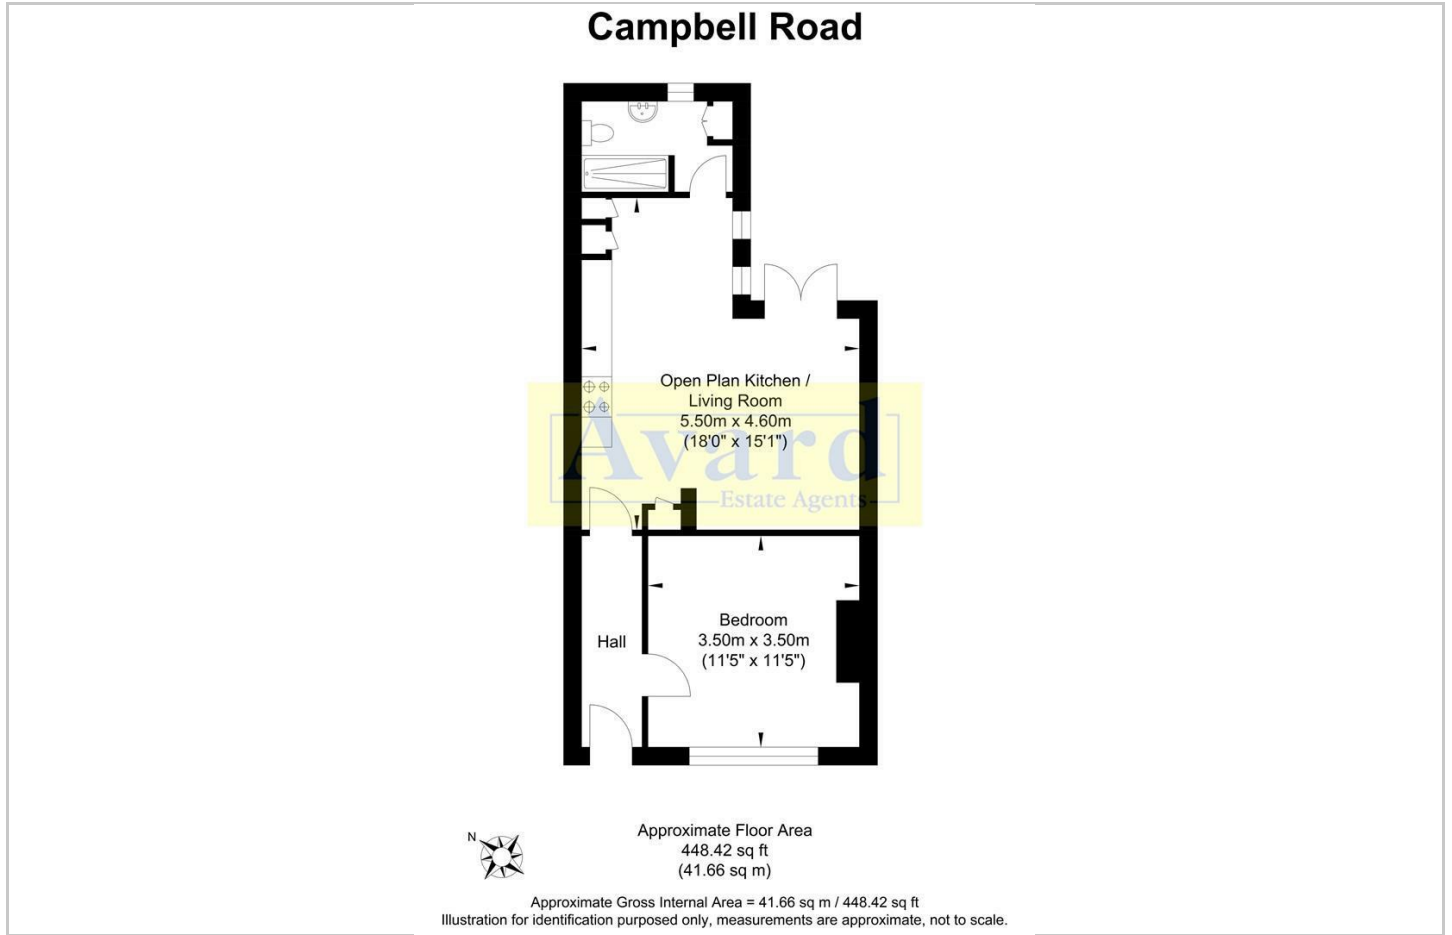 Campbell Road
Open Plan Kitchen /
Living Room
5.50m x 4.60m
(18'0" x 15'1")
Avard
Estate Agents
Bedroom
3.50m x 3.50m
(11'5" x 11'5")
Hall
N
Approximate Floor Area
448.42 sq ft
(41.66 sq m)
Approximate Gross Internal Area = 41.66 sq m / 448.42 sq ft
Illustration for identification purposed only, measurements are approximate, not to scale.